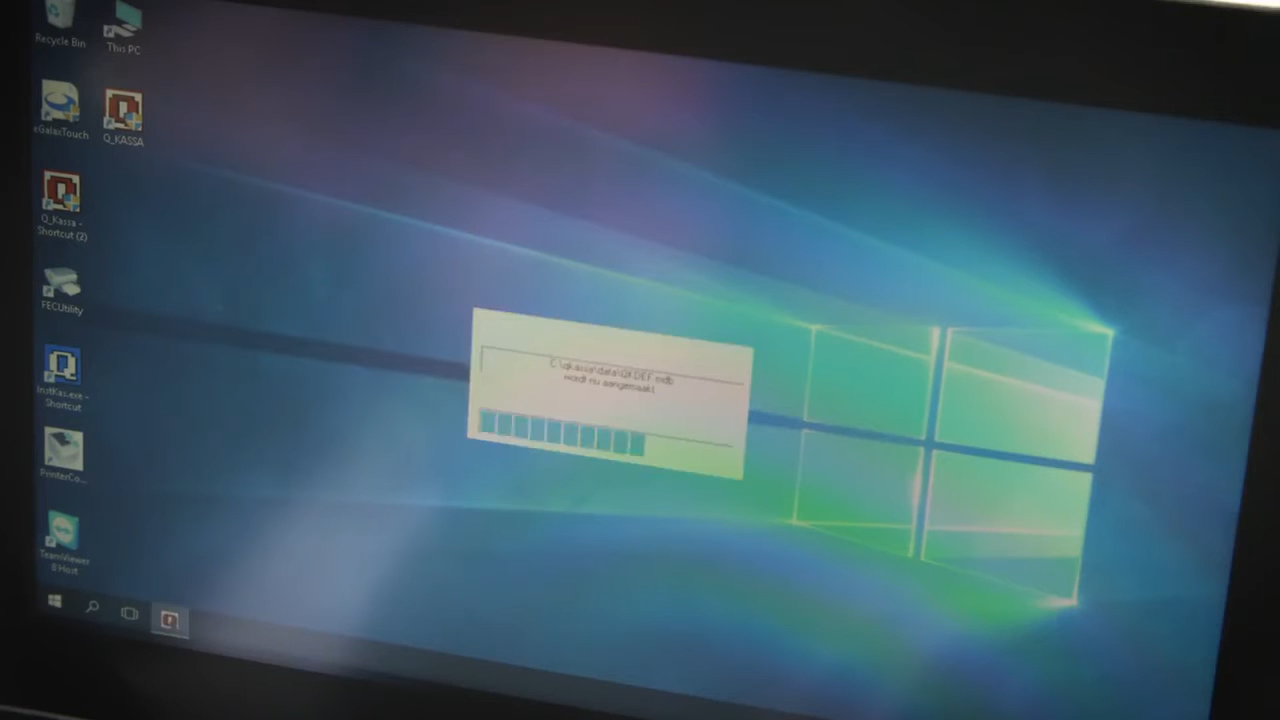 Recycle Bin
This PC
eGalaxTouch
Q_KASSA
Q_Kassa -
Shortcut (2)
FECUtility
InstKas.exe -
Shortcut
PrinterCo...
TeamViewer
8 Host
wordt nu aangemaakt